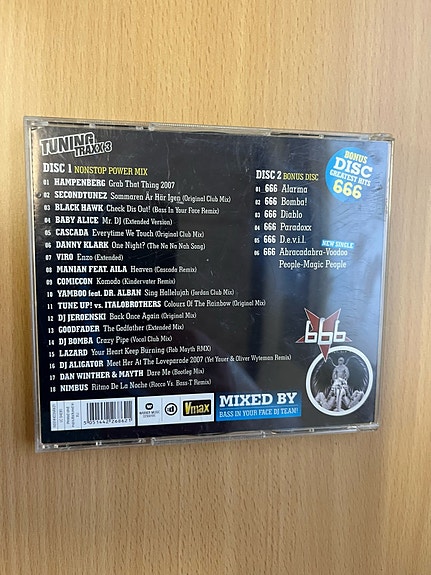 TUNING
TRAXX 3
DISC 1 NONSTOP POWER MIX
01 HAMPENBERG Grab That Thing 2007
02 SECONDTUNEZ Sommaren Är Här Igen (Original Club Mix)
03 BLACK HAWK Check Dis Out! (Bass In Your Face Remix)
04 BABY ALICE Mr. DJ (Extended Version)
05 CASCADA Everytime We Touch (Original Club Mix)
06 DANNY KLARK One Night? (The Na Na Nah Song)
07 VIRO Enzo (Extended)
08 MANIAN FEAT. AILA Heaven (Cascada Remix)
09 COMICCON Komodo (Kindervater Remix)
10 YAMBOO feat. DR. ALBAN Sing Hallelujah (Jordan Club Mix)
11 TUNE UP! vs. ITALOBROTHERS Colours Of The Rainbow (Original Mix)
12 DJ JEROENSKI Back Once Again (Original Mix)
13 GOODFADER The Godfather (Extended Mix)
14 DJ BOMBA Crazy Pipe (Vocal Club Mix)
15 LAZARD Your Heart Keep Burning (Rob Mayth RMX)
16 DJ ALIGATOR Meet Her At The Loveparade 2007 (Yet Yauer & Oliver Wyteman Remix)
17 DAN WINTHER & MAYTH Dare Me (Bootleg Mix)
18 NIMBUS Ritmo De La Noche (Rocco Vs. Bass-T Remix)
DISC 2 BONUS DISC
01 666 Alarma
02 666 Bomba!
03 666 Diablo
04 666 Paradoxx
05 666 D.e.v.i.l.
NEW SINGLE
06 666 Abracadabra-Voodoo
People-Magic People
BONUS
DISC
GREATEST HITS
666
666
5 051442 268621
WARNER MUSIC
Vmax
MIXED BY
BASS IN YOUR FACE DJ TEAM!